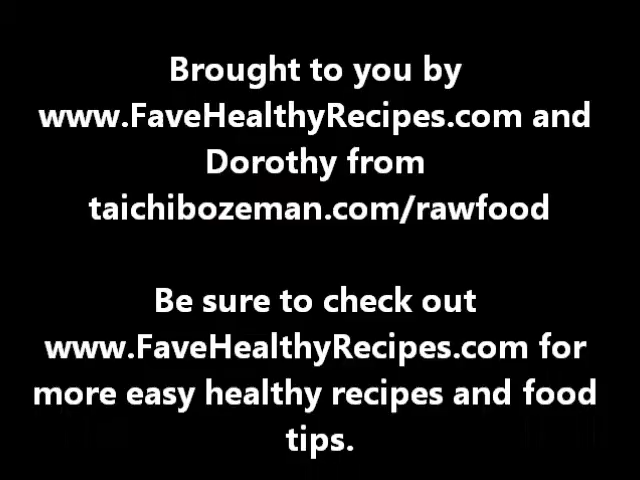 Brought to you by
www.FaveHealthyRecipes.com and
Dorothy from
taichibozeman.com/rawfood
Be sure to check out
www.FaveHealthyRecipes.com for
more easy healthy recipes and food
tips.